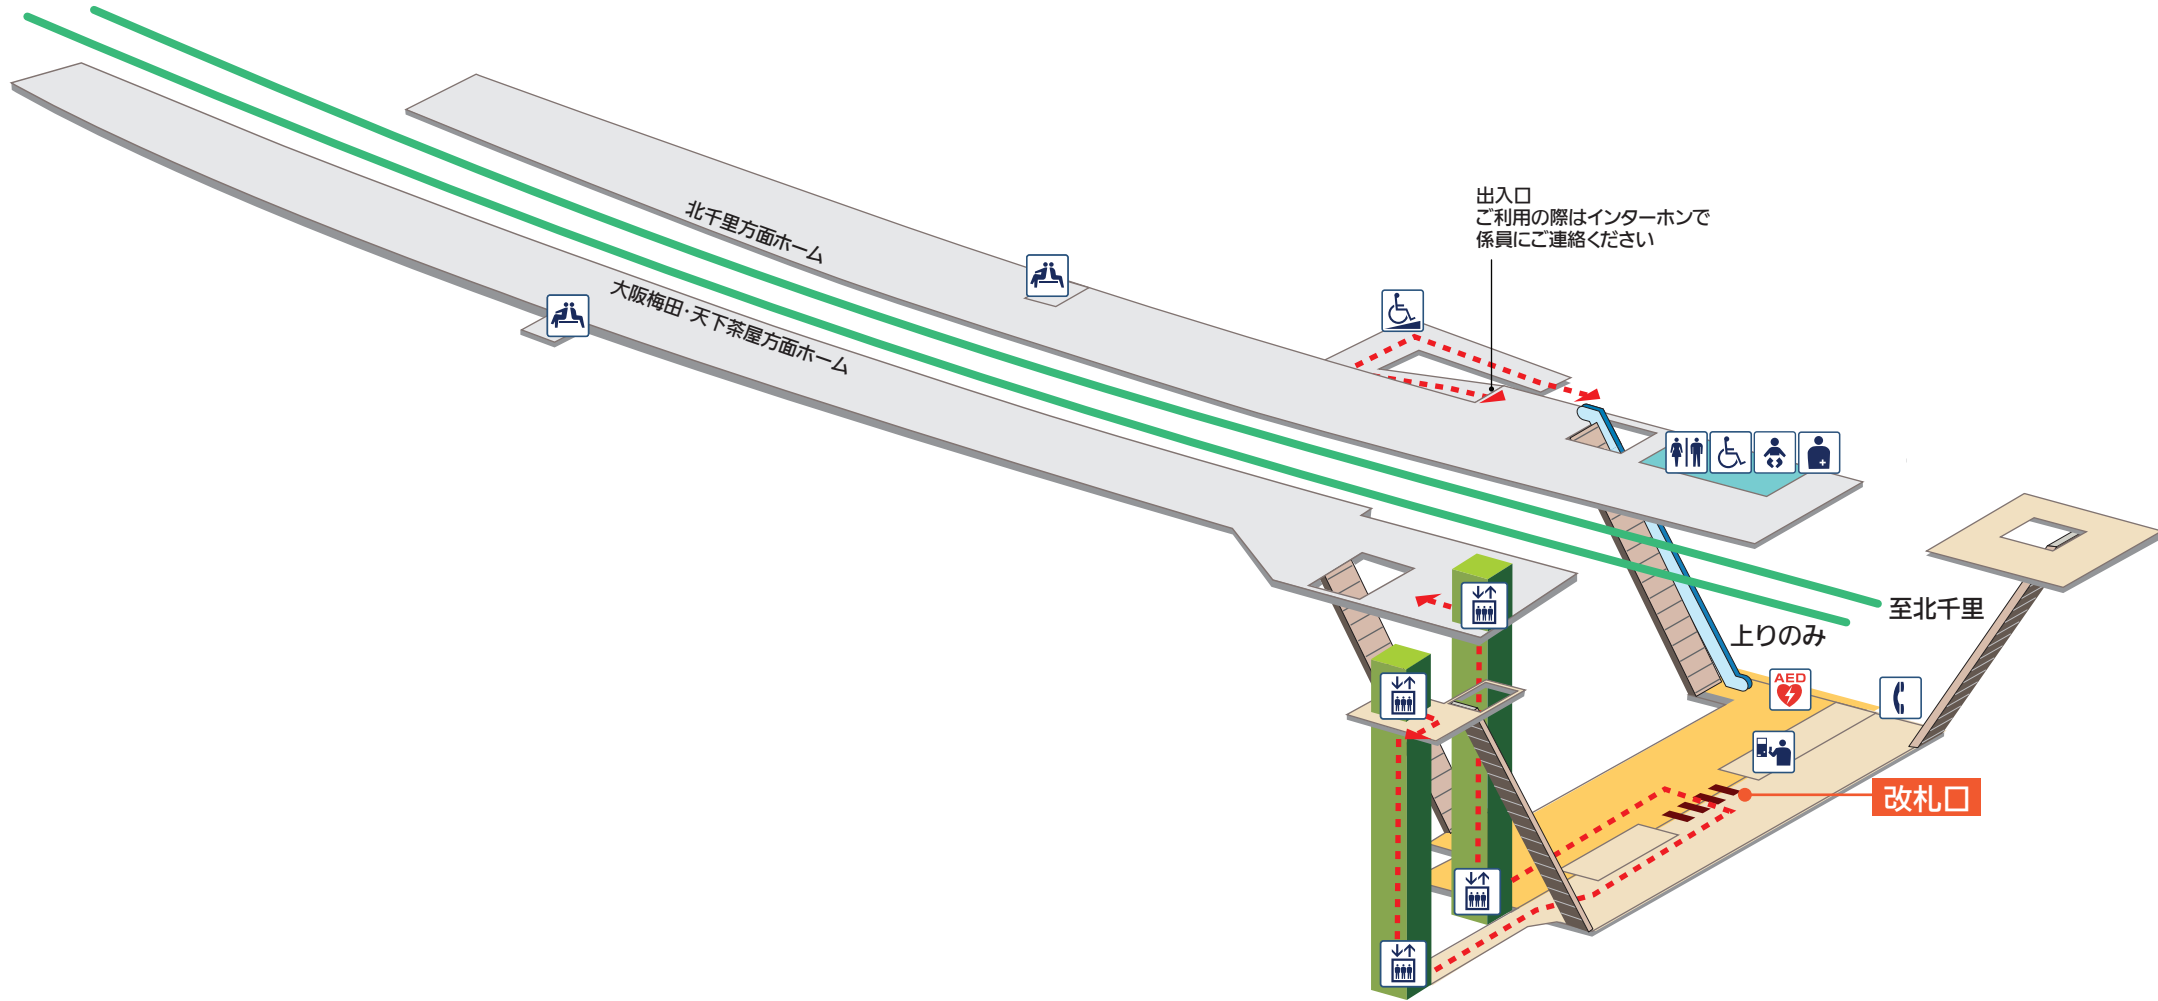 出入口
ご利用の際はインターホンで
係員にご連絡ください
北千里方面ホーム
大阪梅田・天下茶屋方面ホーム
至北千里
上りのみ
AED
改札口